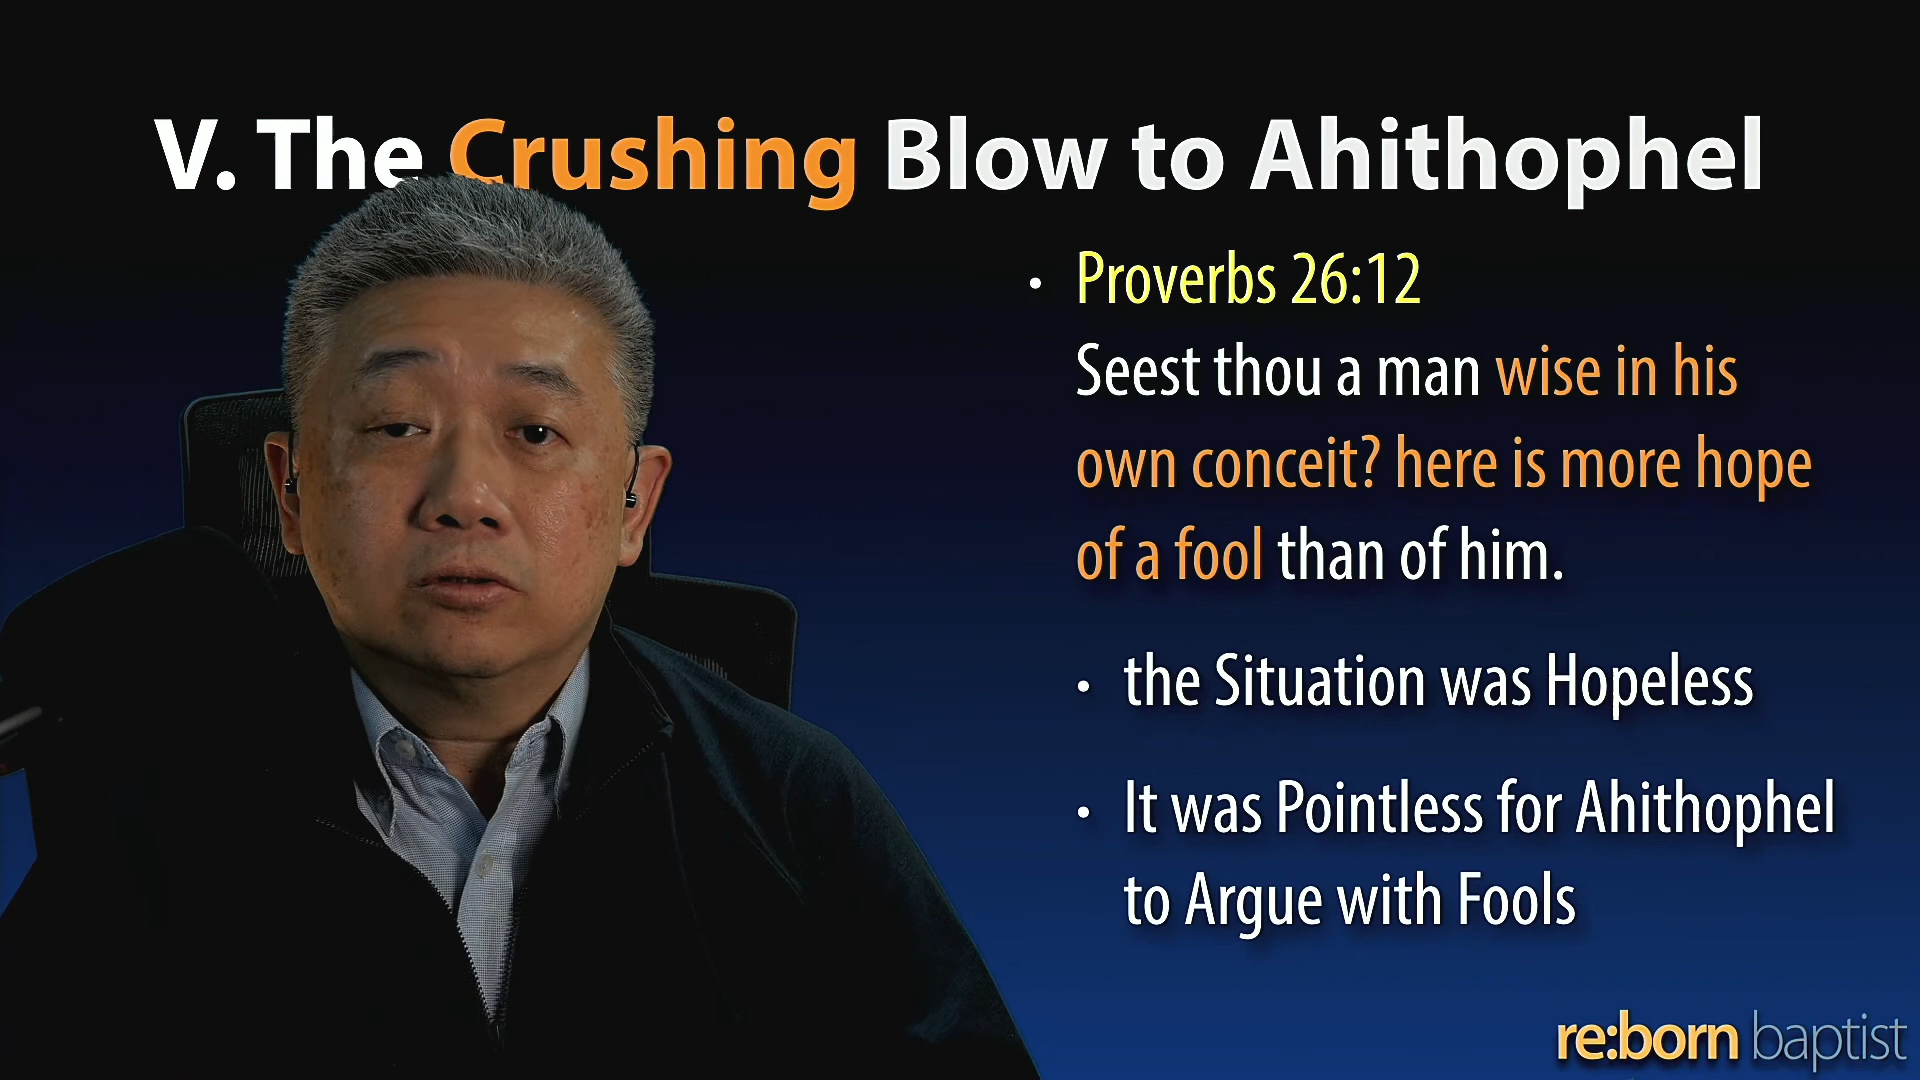 V. The Crushing Blow to Ahithophel
• Proverbs 26:12
Seest thou a man wise in his
own conceit? here is more hope
of a fool than of him.
• the Situation was Hopeless
• It was Pointless for Ahithophel
to Argue with Fools
re:born baptist